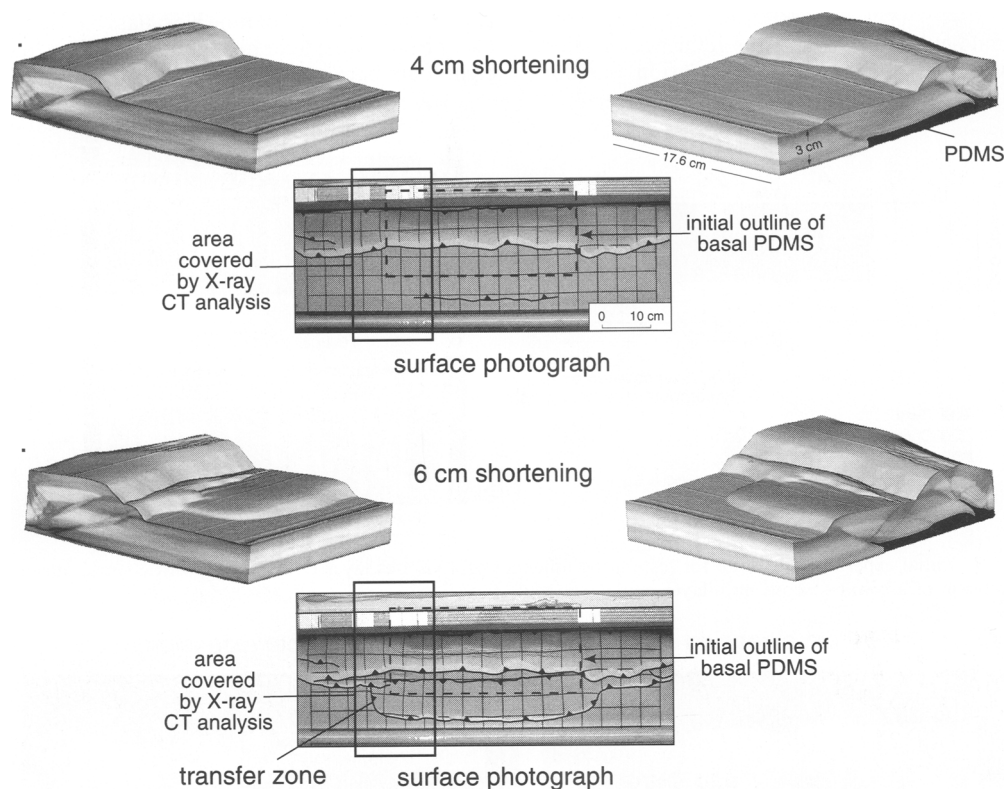 4 cm shortening
3 cm
17.6 cm
PDMS
area
covered
by X-ray
CT analysis
initial outline of
basal PDMS
0 10 cm
surface photograph
6 cm shortening
area
covered
by X-ray
CT analysis
initial outline of
basal PDMS
transfer zone
surface photograph